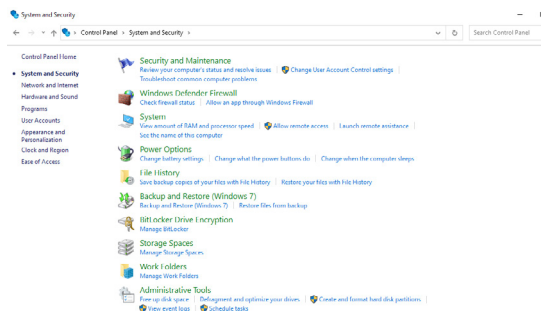 System and Security
Control Panel > System and Security >
Search Control Panel
Control Panel Home
System and Security
Network and Internet
Hardware and Sound
Programs
User Accounts
Appearance and
Personalization
Clock and Region
Ease of Access
Security and Maintenance
Review your computer's status and resolve issues | Change User Account Control settings
Troubleshoot common computer problems
Windows Defender Firewall
Check firewall status | Allow an app through Windows Firewall
System
View amount of RAM and processor speed | Allow remote access | Launch remote assistance
See the name of this computer
Power Options
Change battery settings | Change what the power buttons do | Change when the computer sleeps
File History
Save backup copies of your files with File History | Restore your files with File History
Backup and Restore (Windows 7)
Backup and Restore (Windows 7) | Restore files from backup
BitLocker Drive Encryption
Manage BitLocker
Storage Spaces
Manage Storage Spaces
Work Folders
Manage Work Folders
Administrative Tools
Free up disk space | Defragment and optimize your drives | Create and format hard disk partitions
View event logs | Schedule tasks